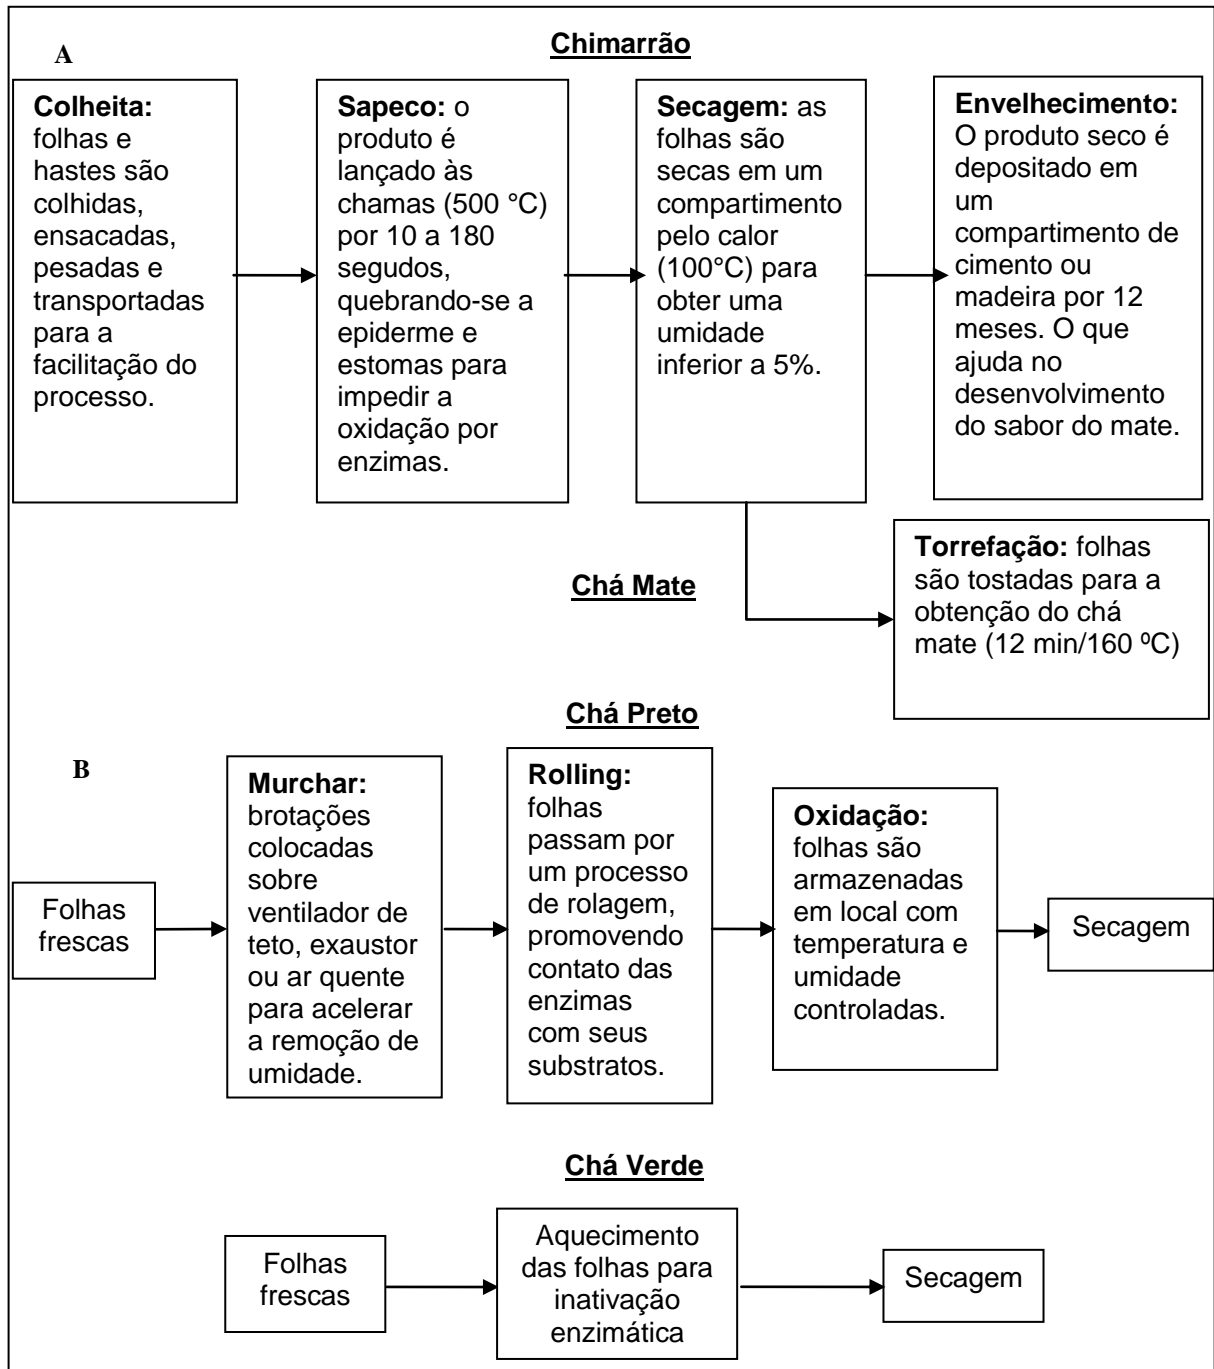 A
Chimarrão
Colheita:
folhas e
hastes são
colhidas,
ensacadas,
pesadas e
transportadas
para a
facilitação do
processo.
Sapeco: o
produto é
lançado às
chamas (500 °C)
por 10 a 180
segudos,
quebrando-se a
epiderme e
estomas para
impedir a
oxidação por
enzimas.
Secagem: as
folhas são
secas em um
compartimento
pelo calor
(100°C) para
obter uma
umidade
inferior a 5%.
Envelhecimento:
O produto seco é
depositado em
um
compartimento de
cimento ou
madeira por 12
meses. O que
ajuda no
desenvolvimento
do sabor do mate.
Chá Mate
Torrefação: folhas
são tostadas para a
obtenção do chá
mate (12 min/160 ºC)
Chá Preto
B
Folhas
frescas
Murchar:
brotações
colocadas
sobre
ventilador de
teto, exaustor
ou ar quente
para acelerar
a remoção de
umidade.
Rolling:
folhas
passam por
um processo
de rolagem,
promovendo
contato das
enzimas
com seus
substratos.
Oxidação:
folhas são
armazenadas
em local com
temperatura e
umidade
controladas.
Secagem
Chá Verde
Folhas
frescas
Aquecimento
das folhas para
inativação
enzimática
Secagem